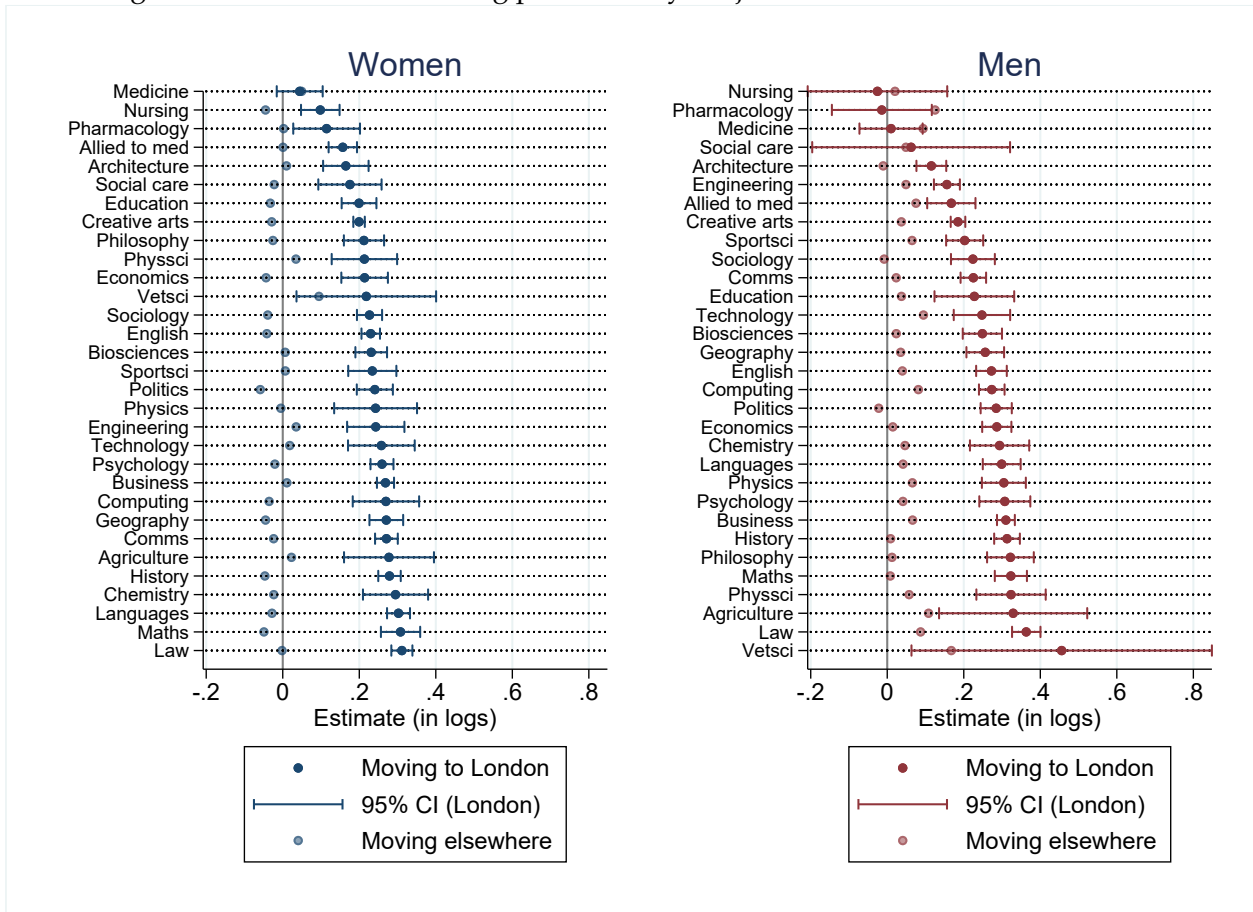 Women
Medicine
Nursing
Pharmacology
Allied to med
Architecture
Social care
Education
Creative arts
Philosophy
Physsci
Economics
Vetsci
Sociology
English
Biosciences
Sportsci
Politics
Physics
Engineering
Technology
Psychology
Business
Computing
Geography
Comms
Agriculture
History
Chemistry
Languages
Maths
Law
-.2 0 .2 .4 .6 .8
Estimate (in logs)
Moving to London
95% CI (London)
Moving elsewhere
Men
Nursing
Pharmacology
Medicine
Social care
Architecture
Engineering
Allied to med
Creative arts
Sportsci
Sociology
Comms
Education
Technology
Biosciences
Geography
English
Computing
Politics
Economics
Chemistry
Languages
Physics
Psychology
Business
History
Philosophy
Maths
Physsci
Agriculture
Law
Vetsci
-.2 0 .2 .4 .6 .8
Estimate (in logs)
Moving to London
95% CI (London)
Moving elsewhere